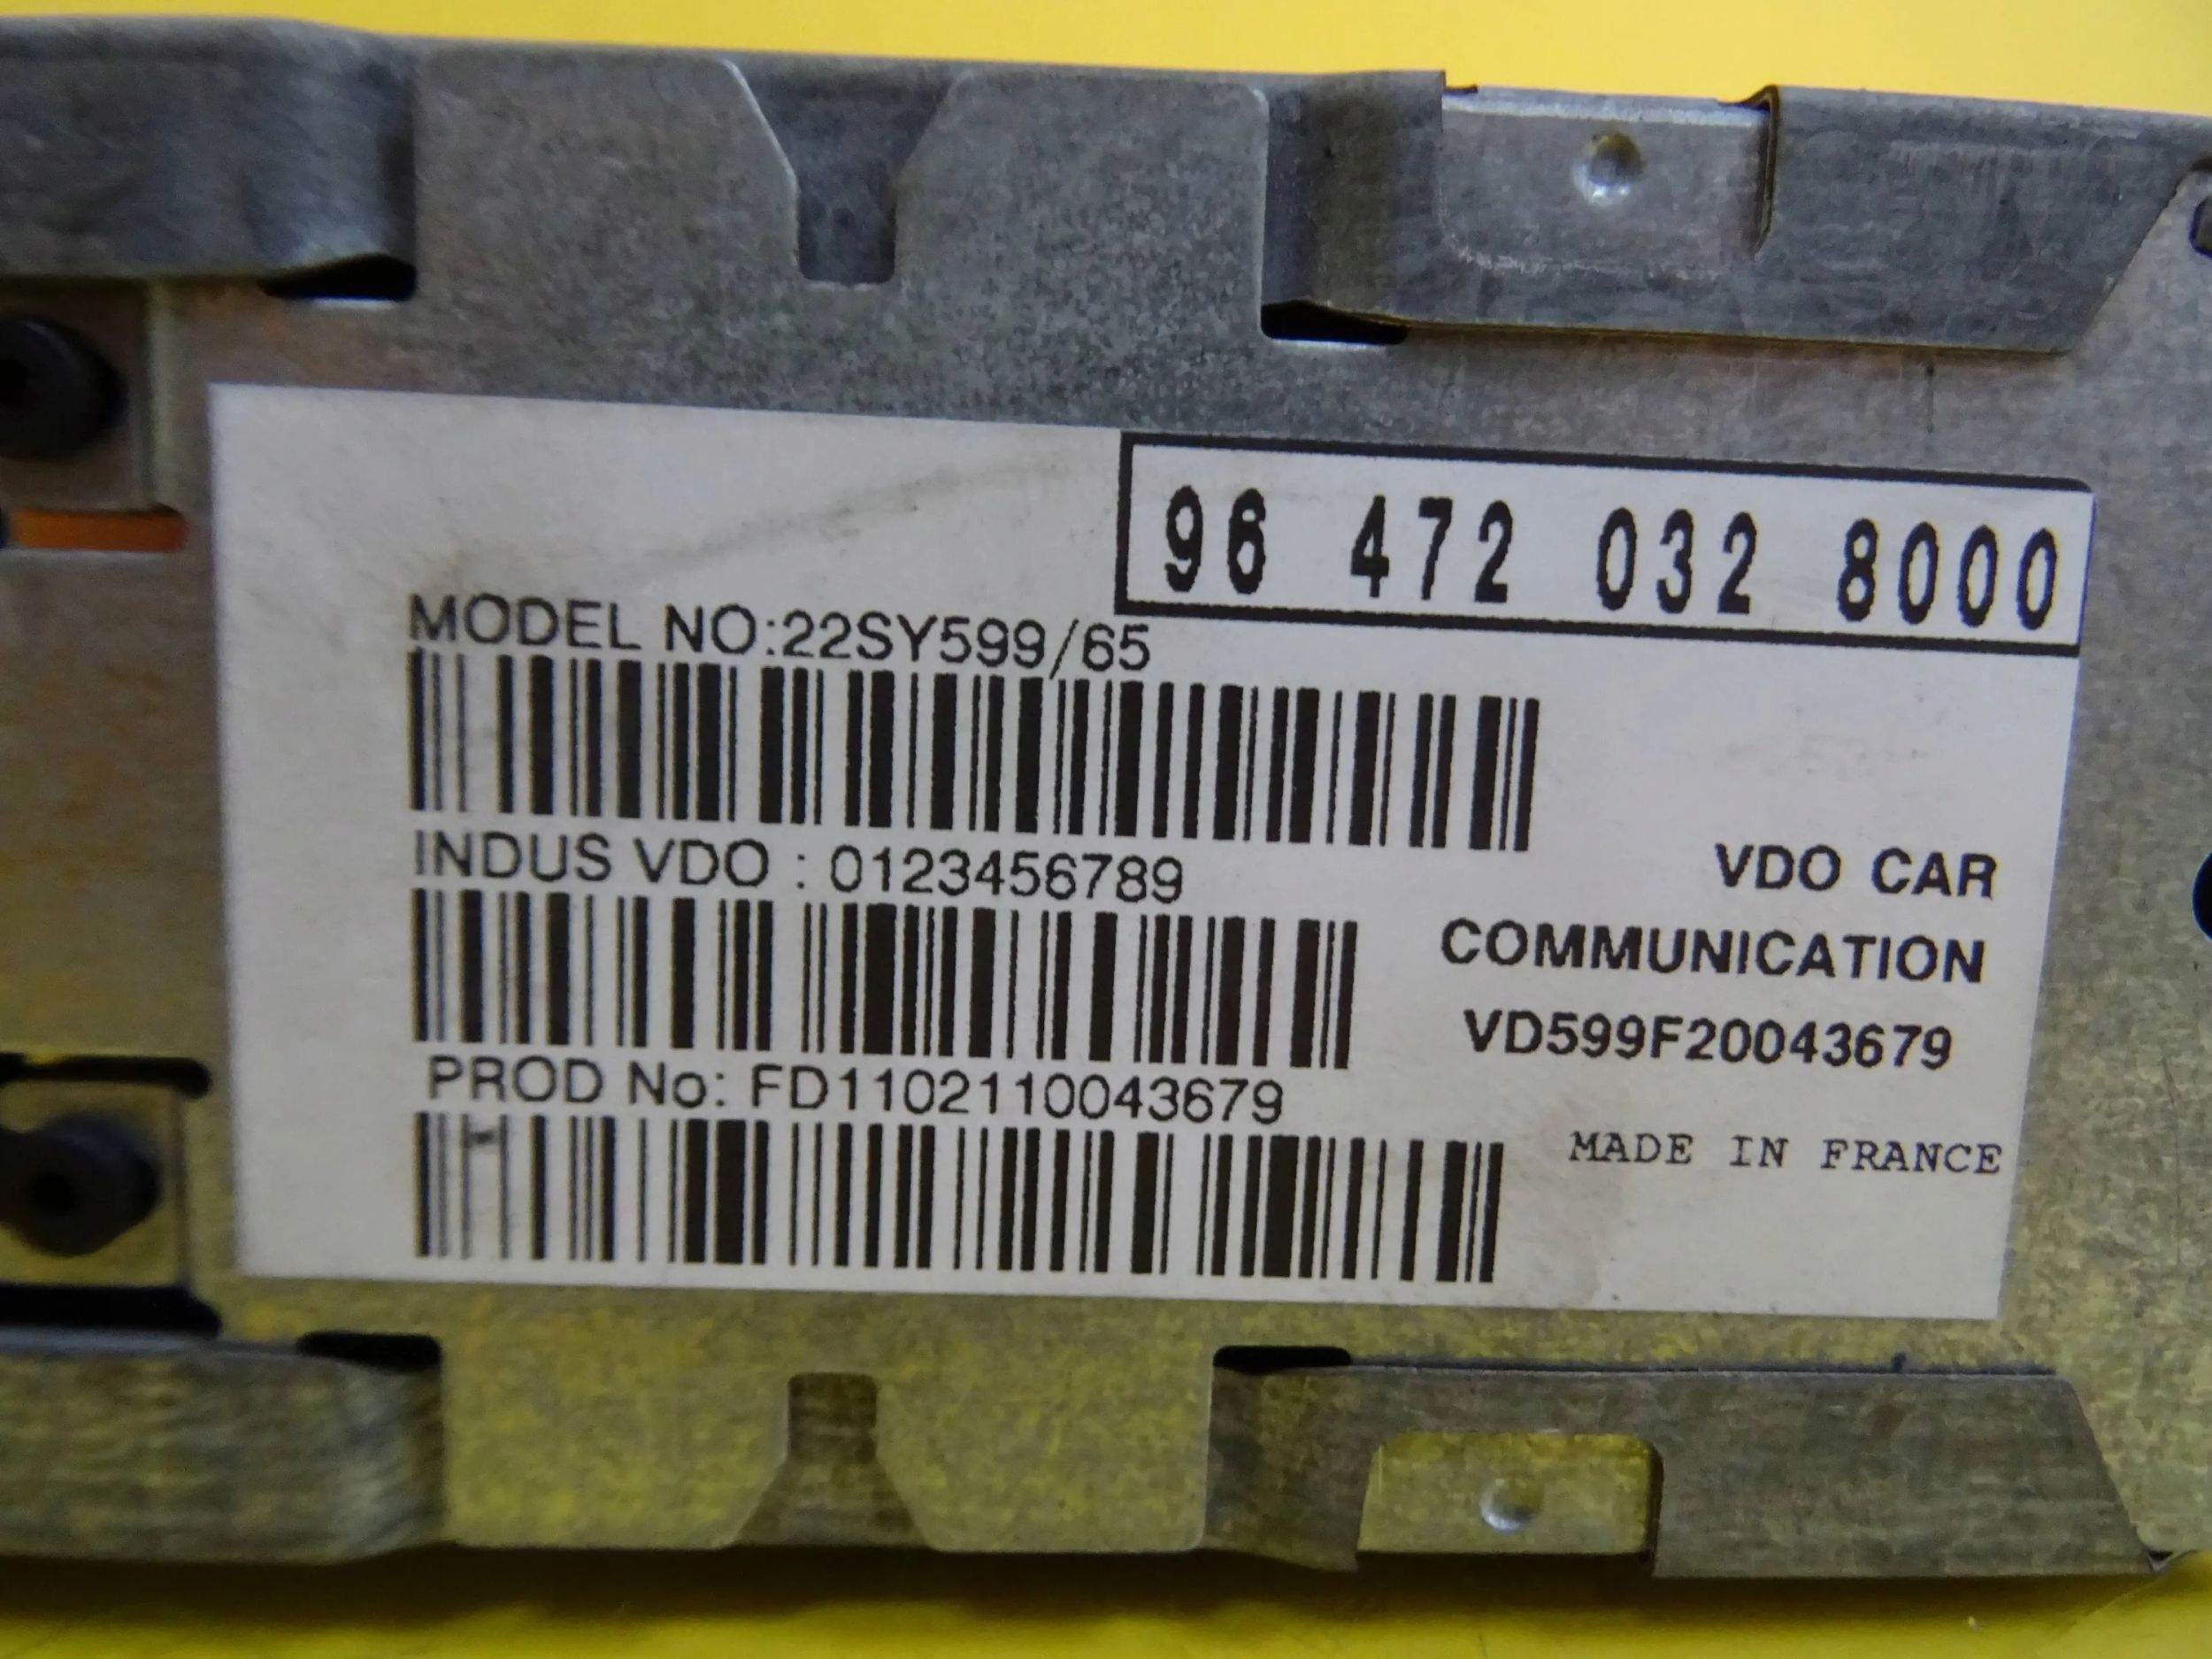 96 472 032 8000
MODEL NO:22SY599/65
INDUS VDO : 0123456789
VDO CAR
COMMUNICATION
VD599F20043679
PROD No: FD1102110043679
MADE IN FRANCE